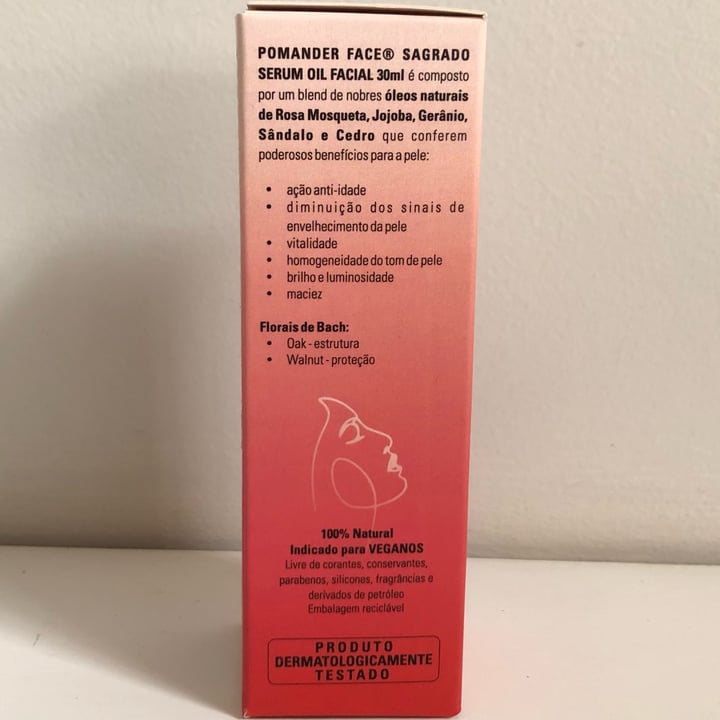 POMANDER FACE® SAGRADO
SERUM OIL FACIAL 30ml é composto
por um blend de nobres óleos naturais
de Rosa Mosqueta, Jojoba, Gerânio,
Sândalo e Cedro que conferem
poderosos benefícios para a pele:
• ação anti-idade
• diminuição dos sinais de
envelhecimento da pele
• vitalidade
• homogeneidade do tom de pele
• brilho e luminosidade
• maciez
Florais de Bach:
• Oak - estrutura
• Walnut - proteção
100% Natural
Indicado para VEGANOS
Livre de corantes, conservantes,
parabenos, silicones, fragrâncias e
derivados de petróleo
Embalagem reciclável
PRODUTO
DERMATOLOGICAMENTE
TESTADO